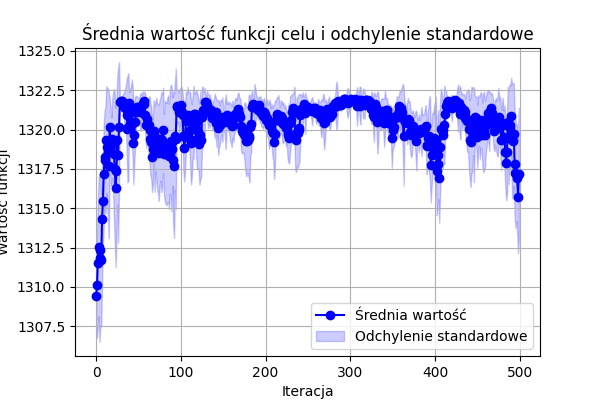 Średnia wartość funkcji celu i odchylenie standardowe
1325.0
1322.5
1320.0
1317.5
1315.0
1312.5
1310.0
1307.5
Wartość funkcji
Średnia wartość
Odchylenie standardowe
0 100 200 300 400 500
Iteracja